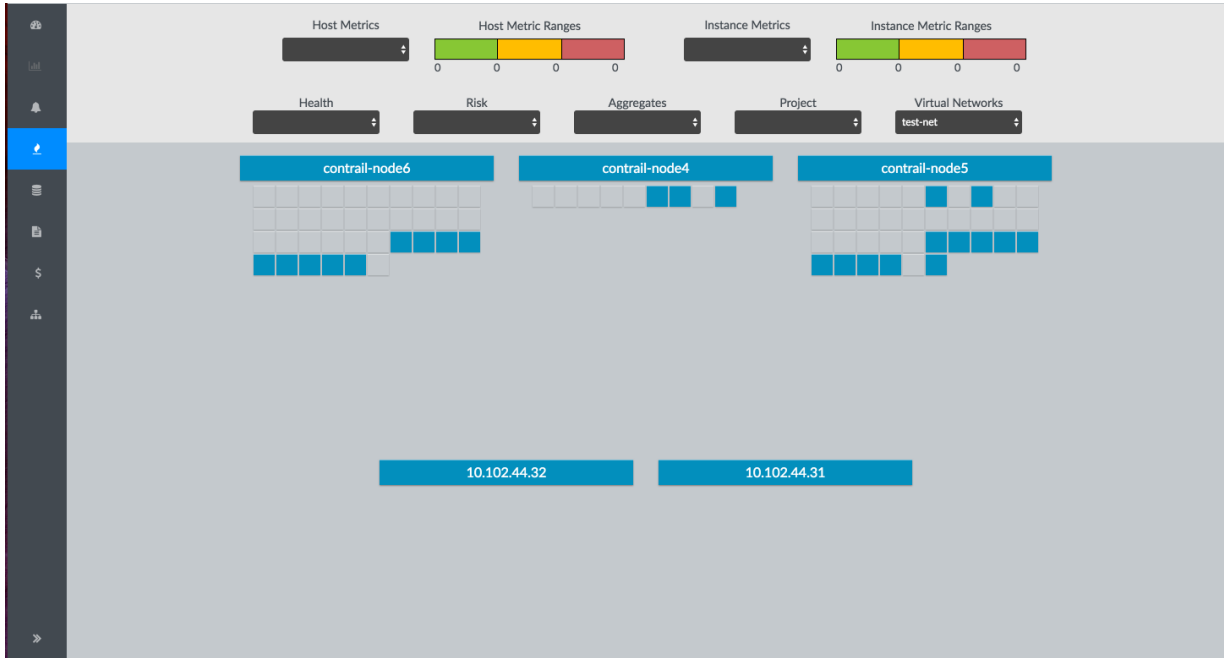 Host Metrics
Host Metric Ranges
Instance Metrics
Instance Metric Ranges
0 0 0 0
0 0 0 0
Health
Risk
Aggregates
Project
Virtual Networks
test-net
contrail-node6
contrail-node4
contrail-node5
10.102.44.32
10.102.44.31